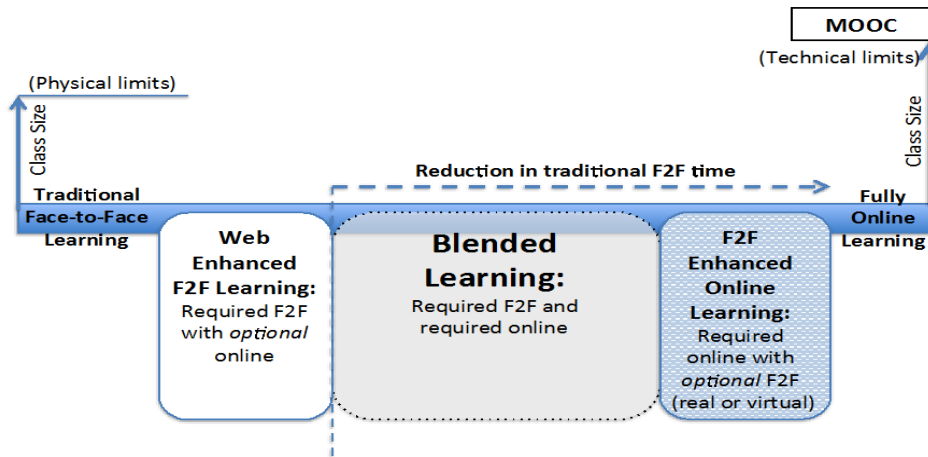 MOOC
(Technical limits)
(Physical limits)
Class Size
Class Size
Reduction in traditional F2F time
Traditional
Face-to-Face
Learning
Fully
Online
Learning
Web
Enhanced
F2F Learning:
Required F2F
with optional
online
Blended
Learning:
Required F2F and
required online
F2F
Enhanced
Online
Learning:
Required
online with
optional F2F
(real or virtual)